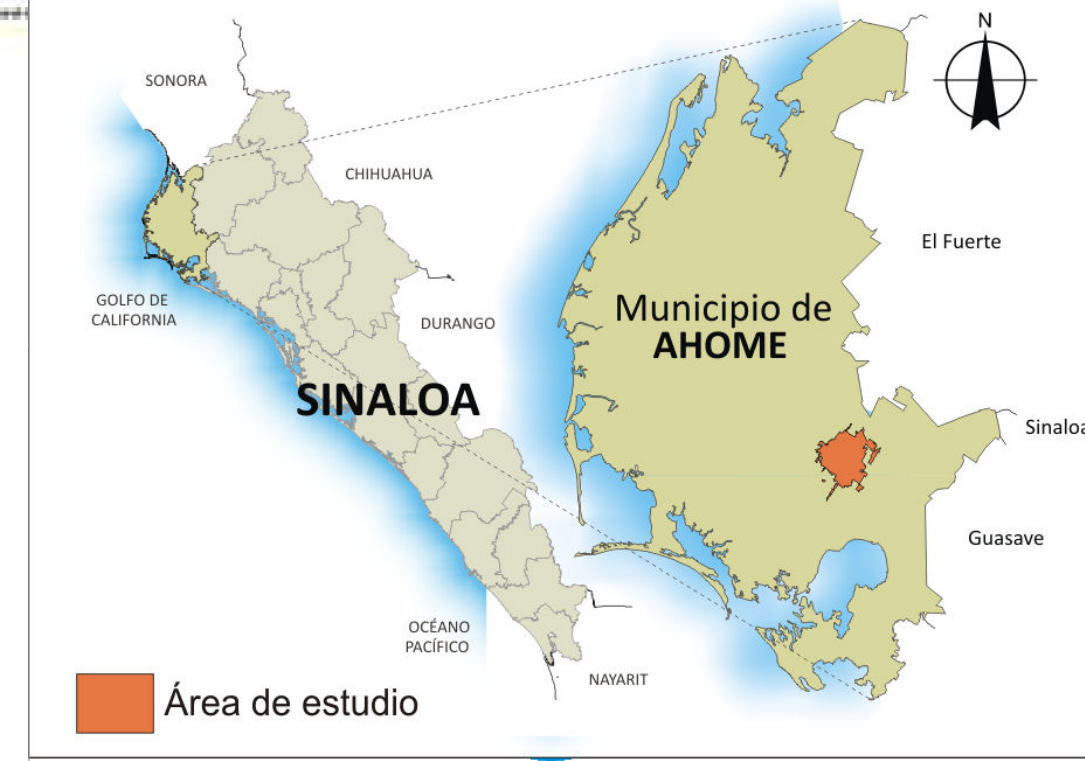 N
SONORA
CHIHUAHUA
El Fuerte
GOLFO DE
CALIFORNIA
Municipio de
AHOME
DURANGO
SINALOA
Sinaloa
Guasave
OCÉANO
PACÍFICO
NAYARIT
Área de estudio